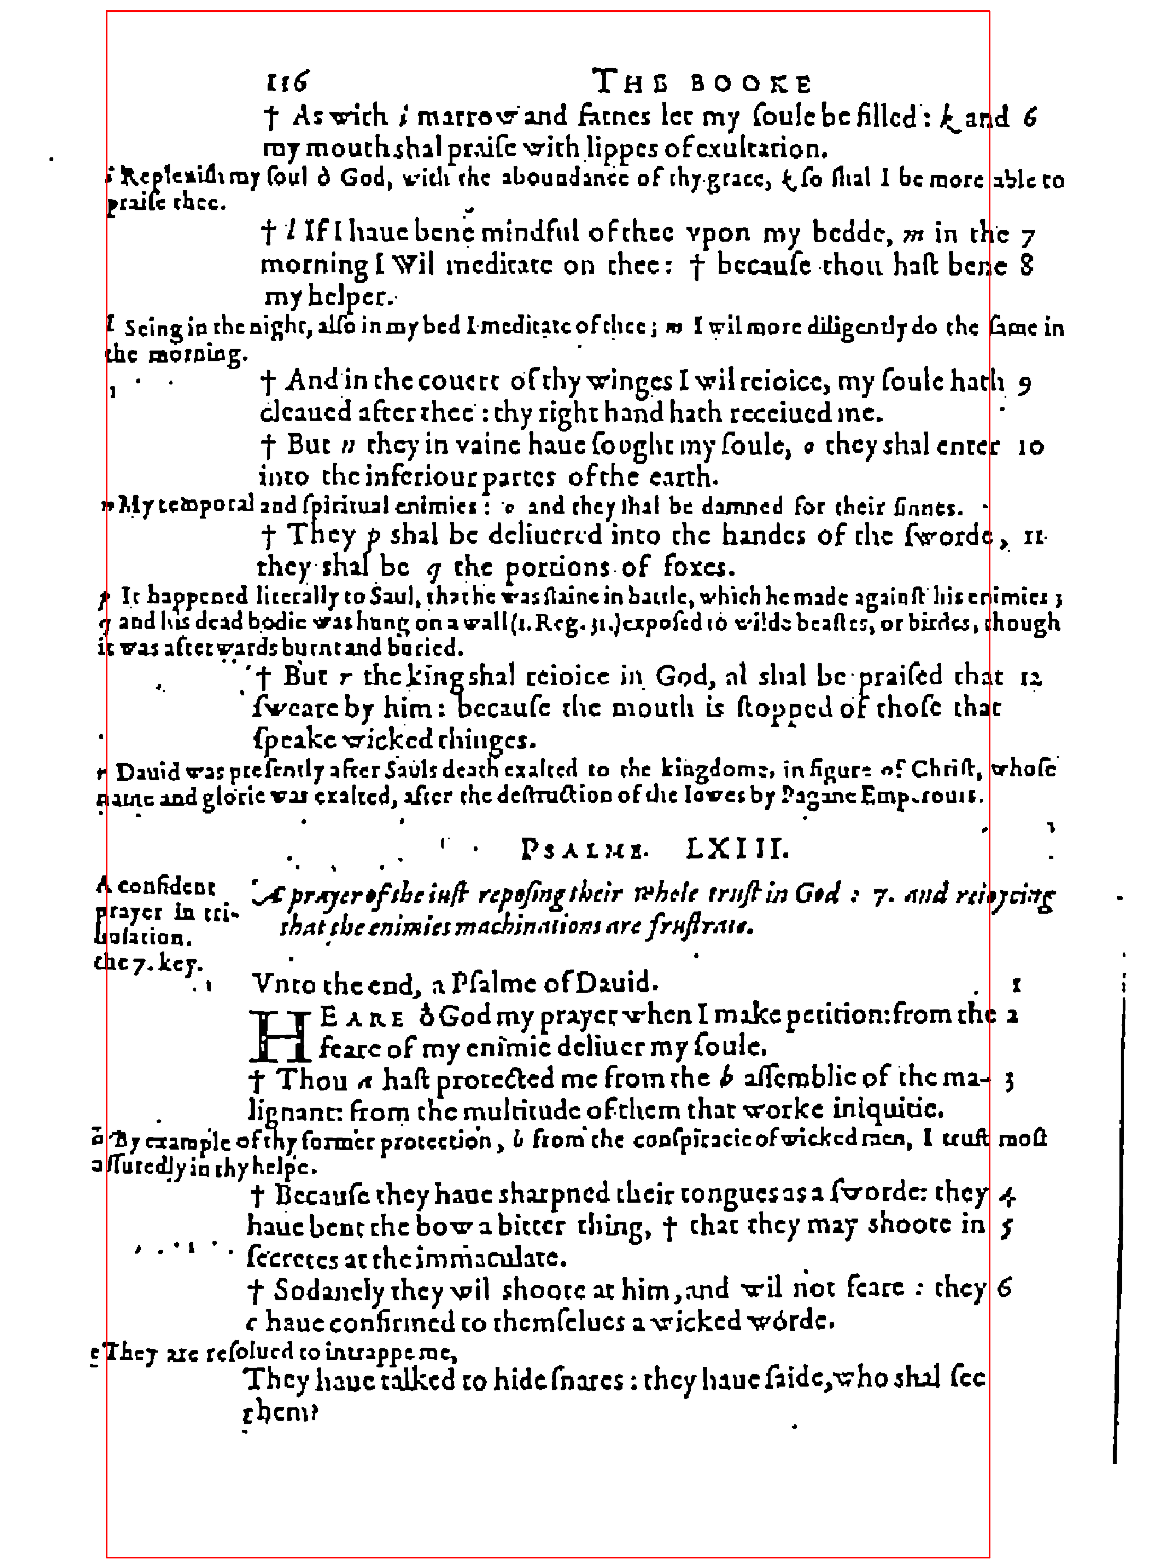 116 THE BOOKE
† As with i marrow and fatnes let my ſoule be filled: & and 6
my mouth shal praiſe with lippes of exultation.
i Replenish my ſoul ô God, with the aboundance of thy grace, k ſo ſhal I be more able to
praiſe thee.
† l If I haue bene mindful of thee vpon my bedde, m in the 7
morning I wil meditate on thee: † becauſe thou haſt bene 8
my helper.
l Seing in the night, alſo in my bed I meditate of thee; m I wil more diligently do the ſame in
the morning.
† And in the couert of thy winges I wil reioice, my ſoule hath 9
cleaued after thee: thy right hand hath receiued me.
† But n they in vaine haue ſought my ſoule, o they shal enter 10
into the inferiour partes of the earth.
n My temporal and ſpiritual enimies: o and they ſhal be damned for their ſinnes.
† They p shal be deliuered into the handes of the ſworde, 11
they shal be q the portions of foxes.
p It happened literally to Saul, that he was ſlaine in battle, which he made againſt his enimies;
q and his dead bodie was hung on a wall (1. Reg. 31.) expoſed to wilde beaſtes, or birdes, though
it was afterwards burnt and buried.
† But r the king shal reioice in God, al shal be praiſed that 12
ſweare by him: becauſe the mouth is ſtopped of thoſe that
ſpeake wicked thinges.
r Dauid was preſently after Sauls death exalted to the kingdome, in figure of Chriſt, whoſe
name and glorie was exalted, after the deſtruction of the Iewes by Pagane Emperours.
PSALME. LXIII.
A confident
prayer in tri-
bulation.
the 7. key.
A prayer of the iuſt repoſing their whole truſt in God: 7. and reioycing
that the enimies machinations are fruſtrate.
Vnto the end, a Pſalme of Dauid. 1
HEARE ô God my prayer when I make petition: from the 2
feare of my enimie deliuer my ſoule.
† Thou a haſt protected me from the b aſſemblie of the ma- 3
lignant: from the multitude of them that worke iniquitie.
a By example of thy former protection, b from the conſpiracie of wicked men, I truſt moſt
aſſuredly in thy helpe.
† Becauſe they haue sharpned their tongues as a ſworde: they 4
haue bent the bow a bitter thing, † that they may shoote in 5
ſecretes at the immaculate.
† Sodanely they wil shoote at him, and wil not feare: they 6
c haue confirmed to themſelues a wicked worde.
c They are reſolued to intrappe me,
They haue talked to hide ſnares: they haue ſaide, who shal ſee
them?